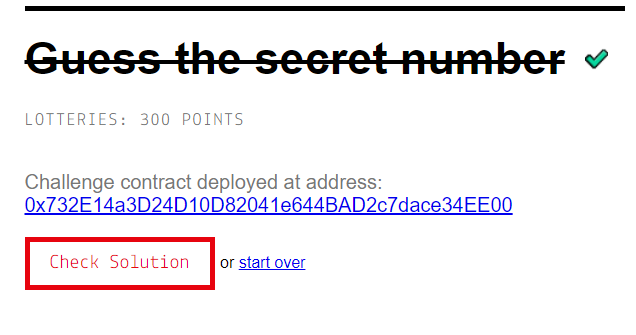 Guess the secret number
LOTTERIES: 300 POINTS
Challenge contract deployed at address:
0x732E14a3D24D10D82041e644BAD2c7dace34EE00
Check Solution or start over